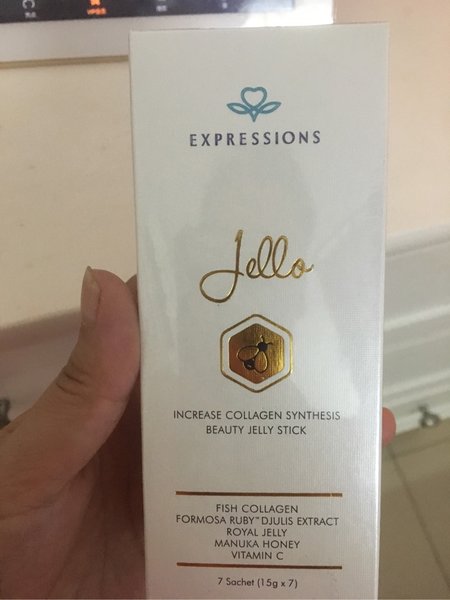 EXPRESSIONS
Jello
INCREASE COLLAGEN SYNTHESIS
BEAUTY JELLY STICK
FISH COLLAGEN
FORMOSA RUBY™ DJULIS EXTRACT
ROYAL JELLY
MANUKA HONEY
VITAMIN C
7 Sachet (15g x 7)